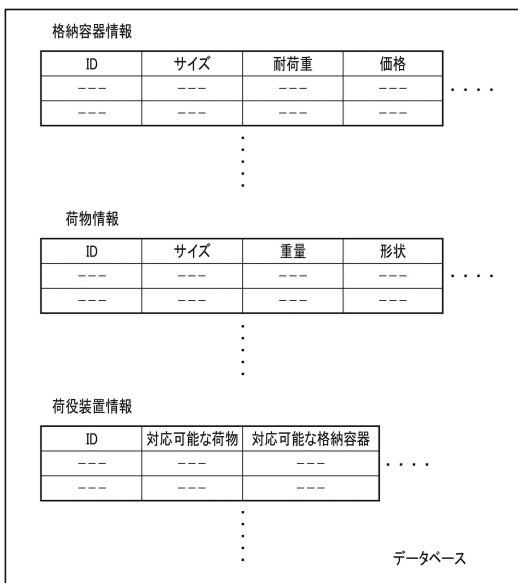 格納容器情報
ID サイズ 耐荷重 価格
--- --- --- --- ・・・・
--- --- --- ---
荷物情報
ID サイズ 重量 形状
--- --- --- --- ・・・・
--- --- --- ---
荷役装置情報
ID 対応可能な荷物 対応可能な格納容器
--- --- --- ・・・・
--- --- ---
データベース